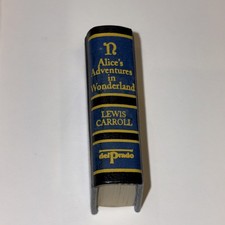 Alice's
Adventures
in
Wonderland
LEWIS
CARROLL
delPrado